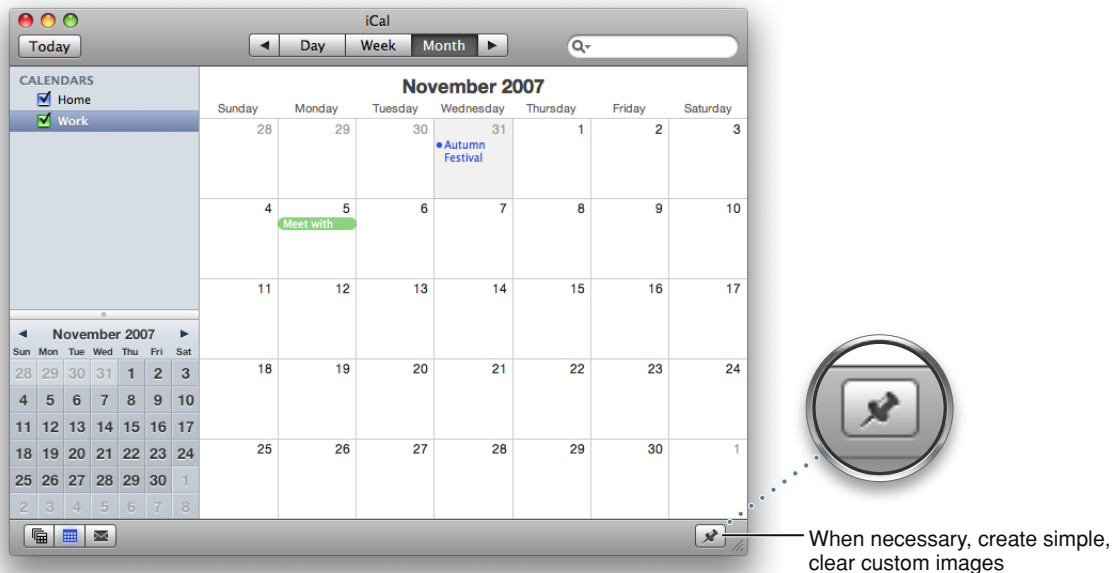 iCal
Today
◀ Day Week Month ▶
CALENDARS
Home
Work
November 2007
Sunday Monday Tuesday Wednesday Thursday Friday Saturday
28 29 30 31 1 2 3
•Autumn
Festival
4 5 6 7 8 9 10
Meet with
11 12 13 14 15 16 17
18 19 20 21 22 23 24
25 26 27 28 29 30 1
◀ November 2007 ▶
Sun Mon Tue Wed Thu Fri Sat
28 29 30 31 1 2 3
4 5 6 7 8 9 10
11 12 13 14 15 16 17
18 19 20 21 22 23 24
25 26 27 28 29 30 1
2 3 4 5 6 7 8
When necessary, create simple,
clear custom images